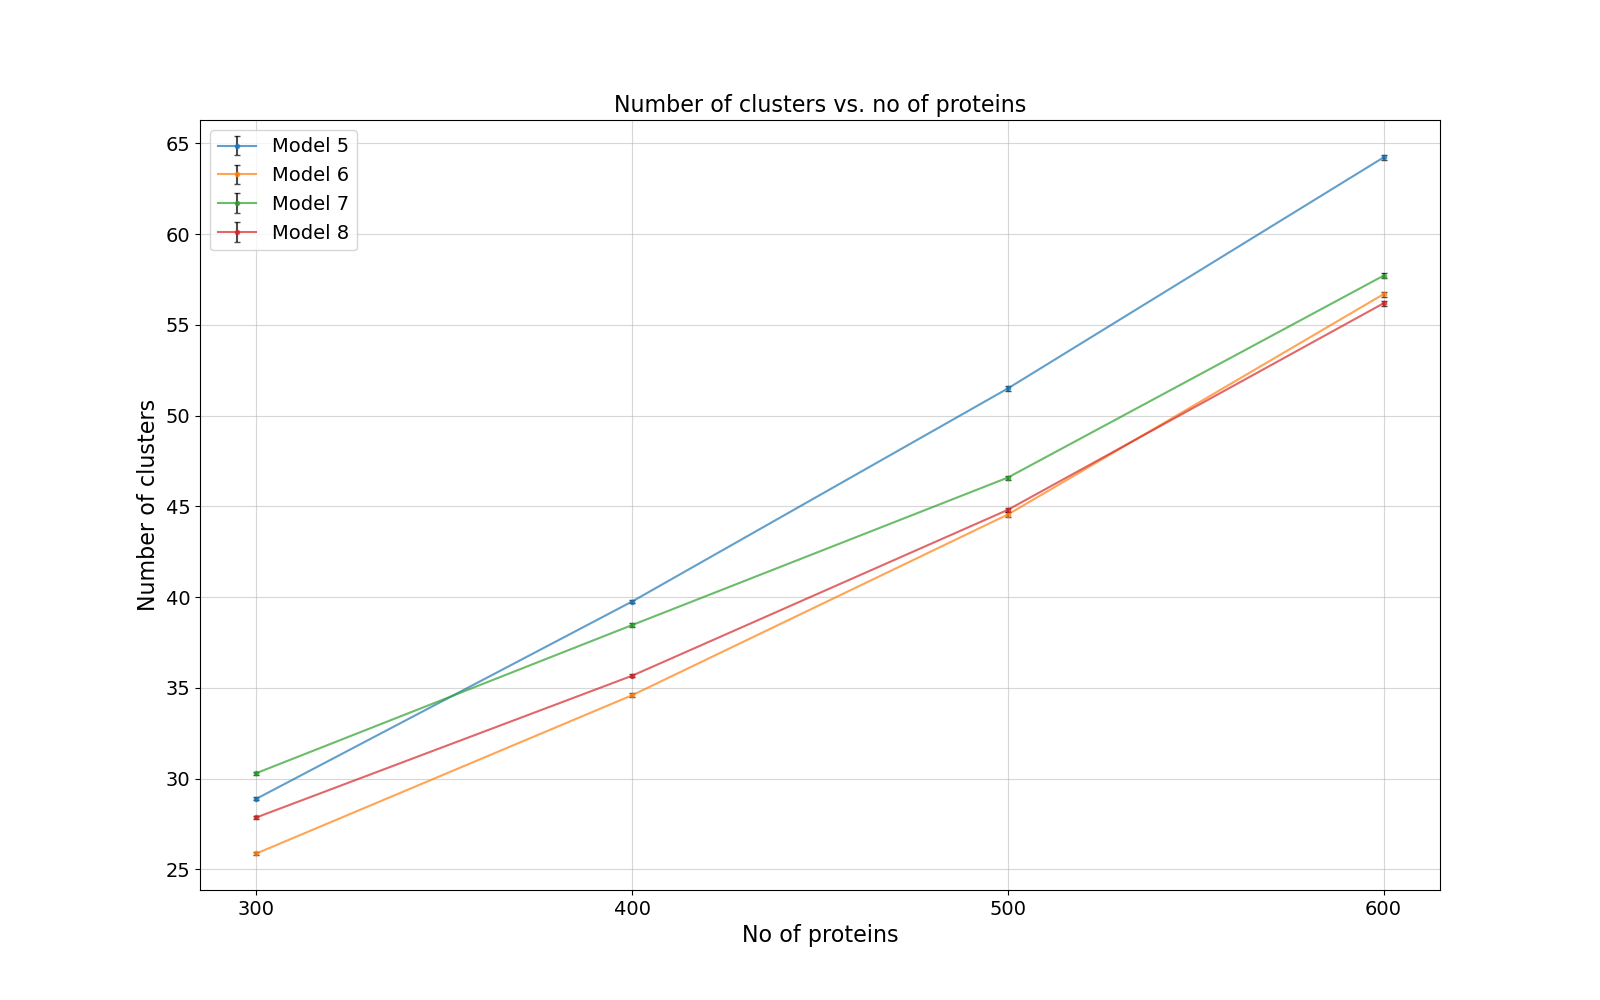 Number of clusters vs. no of proteins
Model 5
Model 6
Model 7
Model 8
65
60
55
50
45
40
35
30
25
Number of clusters
300 400 500 600
No of proteins